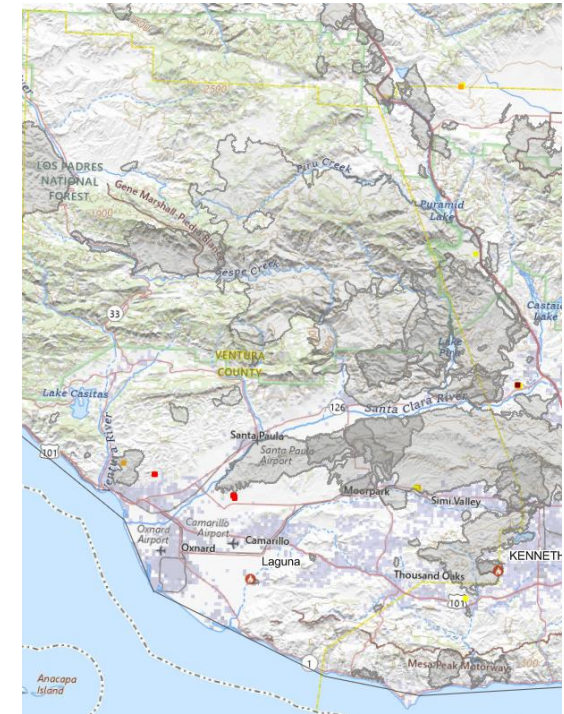 2500
LOS PADRES
NATIONAL
FOREST
Gene Marshall-Piedra Blanca
Piru Creek
Pyramid
Lake
Sespe Creek
33
VENTURA
COUNTY
Castaic
Lake
Lake
Piru
Lake Casitas
126
Santa Clara River
101
Ventura River
Santa Paula
Santa Paula
Airport
Moorpark
Simi Valley
Oxnard
Airport
Camarillo
Airport
Oxnard
Camarillo
KENNETH
Laguna
Thousand Oaks
101
1
Mesa Peak Motorway
Anacapa
Island